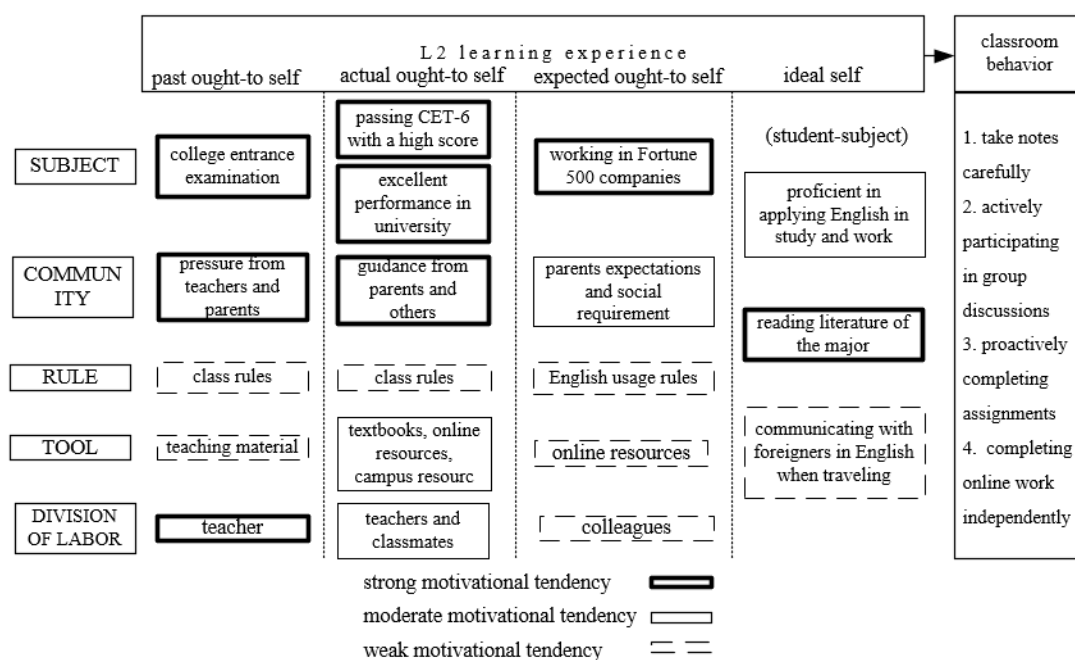 L2 learning experience
past ought-to self
actual ought-to self
expected ought-to self
ideal self
classroom
behavior
SUBJECT
college entrance
examination
passing CET-6
with a high score
excellent
performance in
university
working in Fortune
500 companies
(student-subject)
proficient in
applying English in
study and work
COMMUN
ITY
pressure from
teachers and
parents
guidance from
parents and
others
parents expectations
and social
requirement
reading literature of
the major
RULE
class rules
class rules
English usage rules
TOOL
teaching material
textbooks, online
resources,
campus resourc
online resources
communicating with
foreigners in English
when traveling
DIVISION
OF LABOR
teacher
teachers and
classmates
colleagues
1. take notes
carefully
2. actively
participating
in group
discussions
3. proactively
completing
assignments
4. completing
online work
independently
strong motivational tendency
moderate motivational tendency
weak motivational tendency